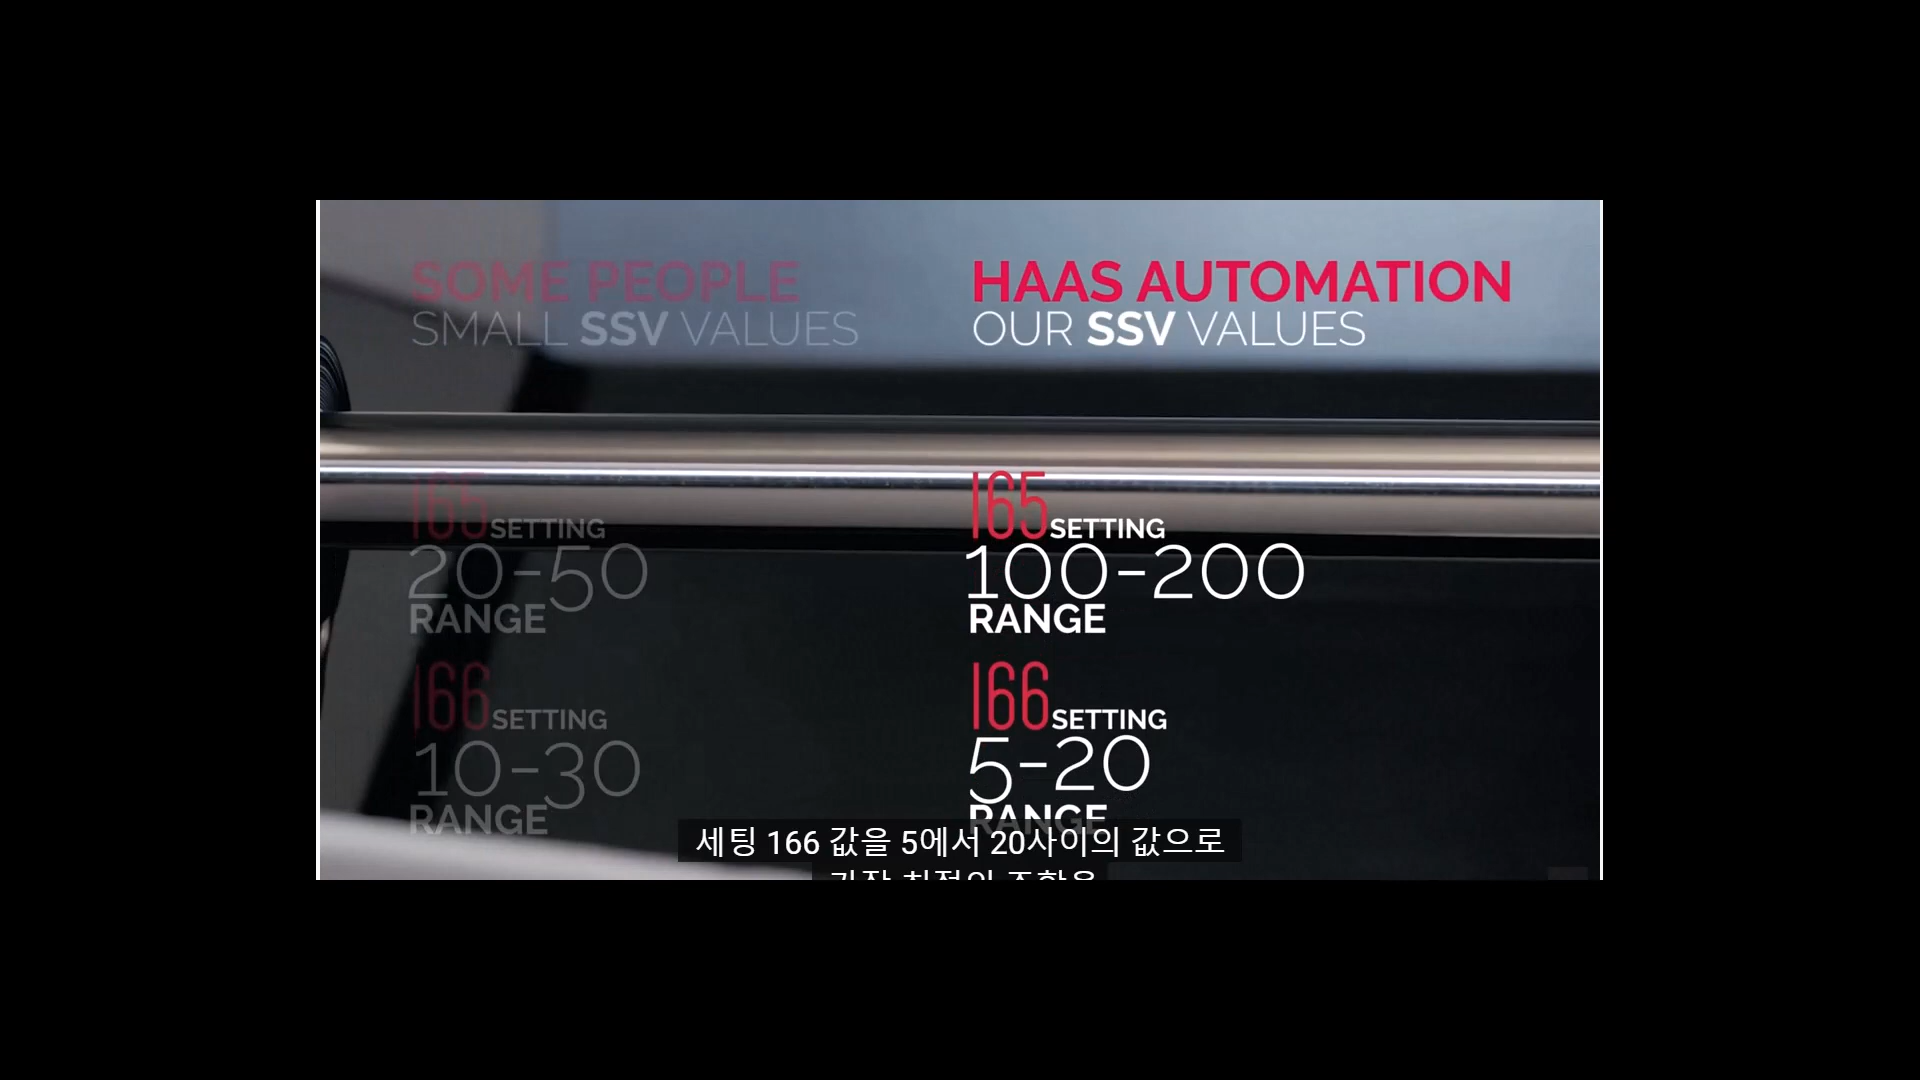 SOME PEOPLE
SMALL SSV VALUES
165 SETTING
20-50
RANGE
166 SETTING
10-30
RANGE
HAAS AUTOMATION
OUR SSV VALUES
165 SETTING
100-200
RANGE
166 SETTING
5-20
RANGE
세팅 166 값을 5에서 20사이의 값으로